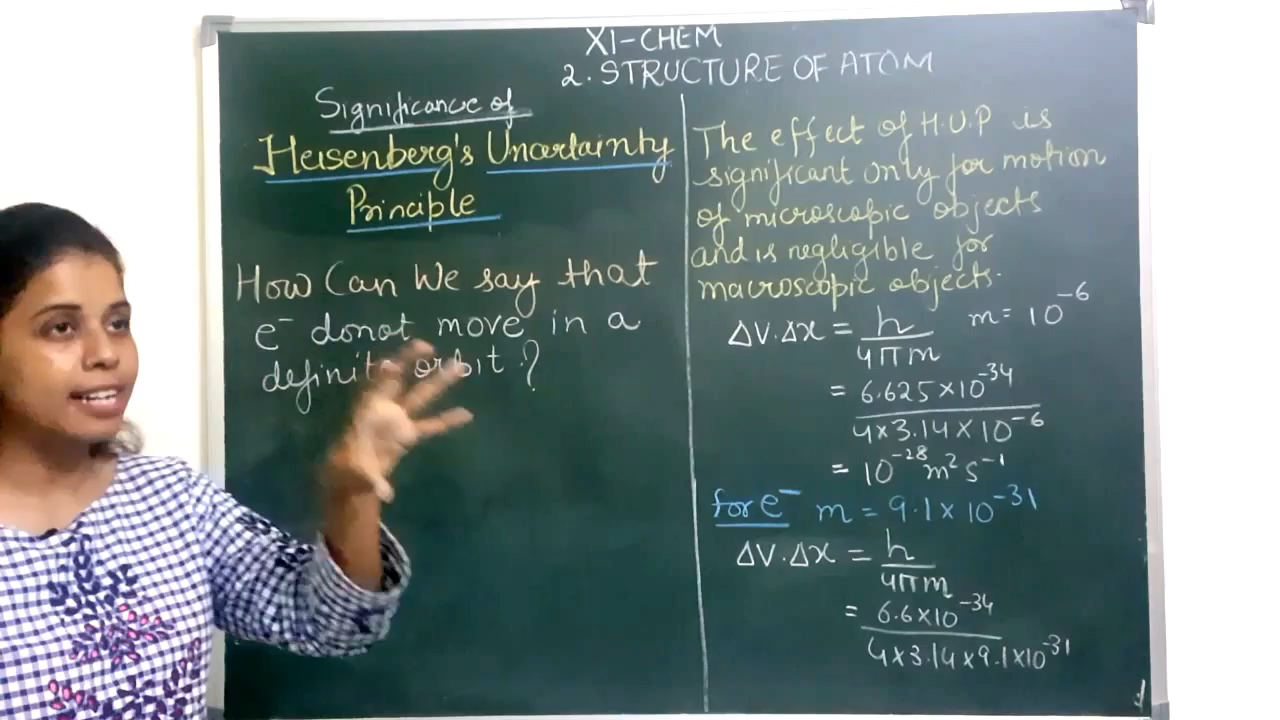 XI-CHEM
2. STRUCTURE OF ATOM
Significance of
Heisenberg's Uncertainty
Principle
How Can We say that
e⁻ donot move in a
definite orbit ?
The effect of H.U.P is
significant only for motion
of microscopic objects
and is negligible for
macroscopic objects.
ΔV.Δx = h/4πm m = 10⁻⁶
= 6.625×10⁻³⁴
4×3.14×10⁻⁶
= 10⁻²⁸ m² s⁻¹
for e⁻ m = 9.1×10⁻³¹
ΔV.Δx = h/4πm
= 6.6×10⁻³⁴
4×3.14×9.1×10⁻³¹